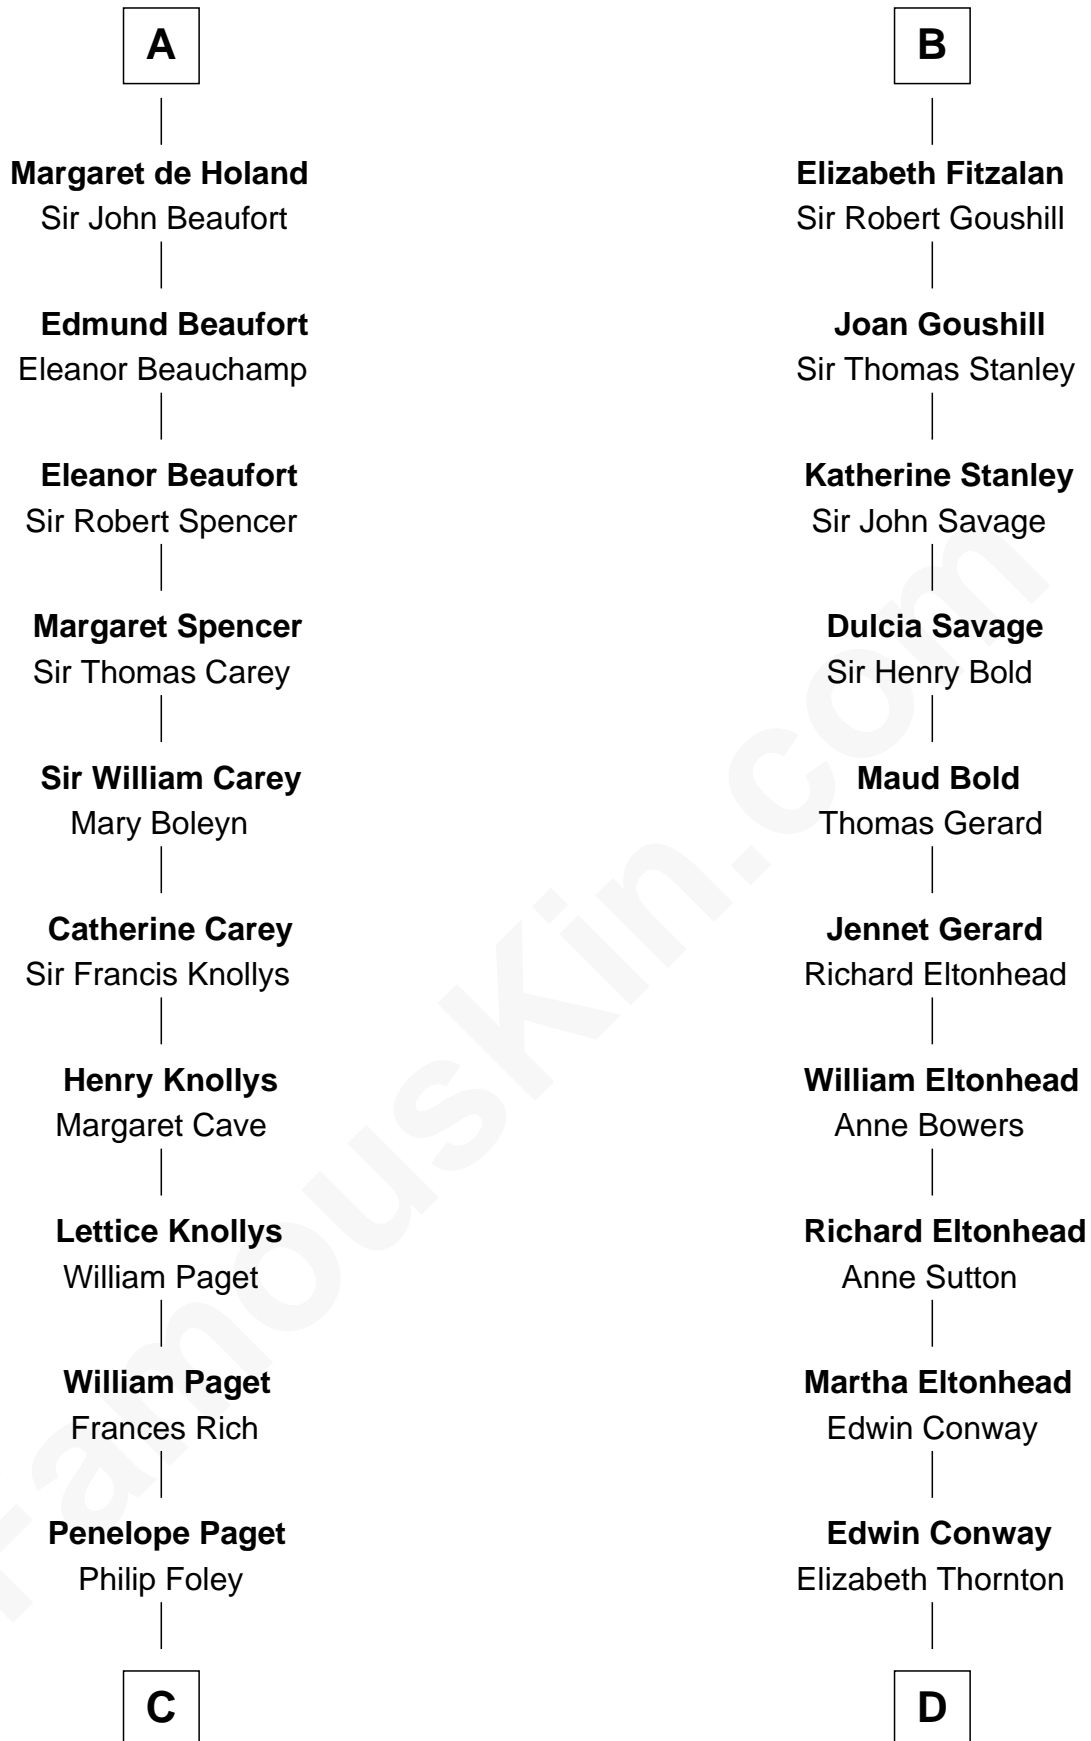 A
Margaret de Holand
Sir John Beaufort
Edmund Beaufort
Eleanor Beauchamp
Eleanor Beaufort
Sir Robert Spencer
Margaret Spencer
Sir Thomas Carey
Sir William Carey
Mary Boleyn
Catherine Carey
Sir Francis Knollys
Henry Knollys
Margaret Cave
Lettice Knollys
William Paget
William Paget
Frances Rich
Penelope Paget
Philip Foley
C
B
Elizabeth Fitzalan
Sir Robert Goushill
Joan Goushill
Sir Thomas Stanley
Katherine Stanley
Sir John Savage
Dulcia Savage
Sir Henry Bold
Maud Bold
Thomas Gerard
Jennet Gerard
Richard Eltonhead
William Eltonhead
Anne Bowers
Richard Eltonhead
Anne Sutton
Martha Eltonhead
Edwin Conway
Edwin Conway
Elizabeth Thornton
D
FamousKin.com